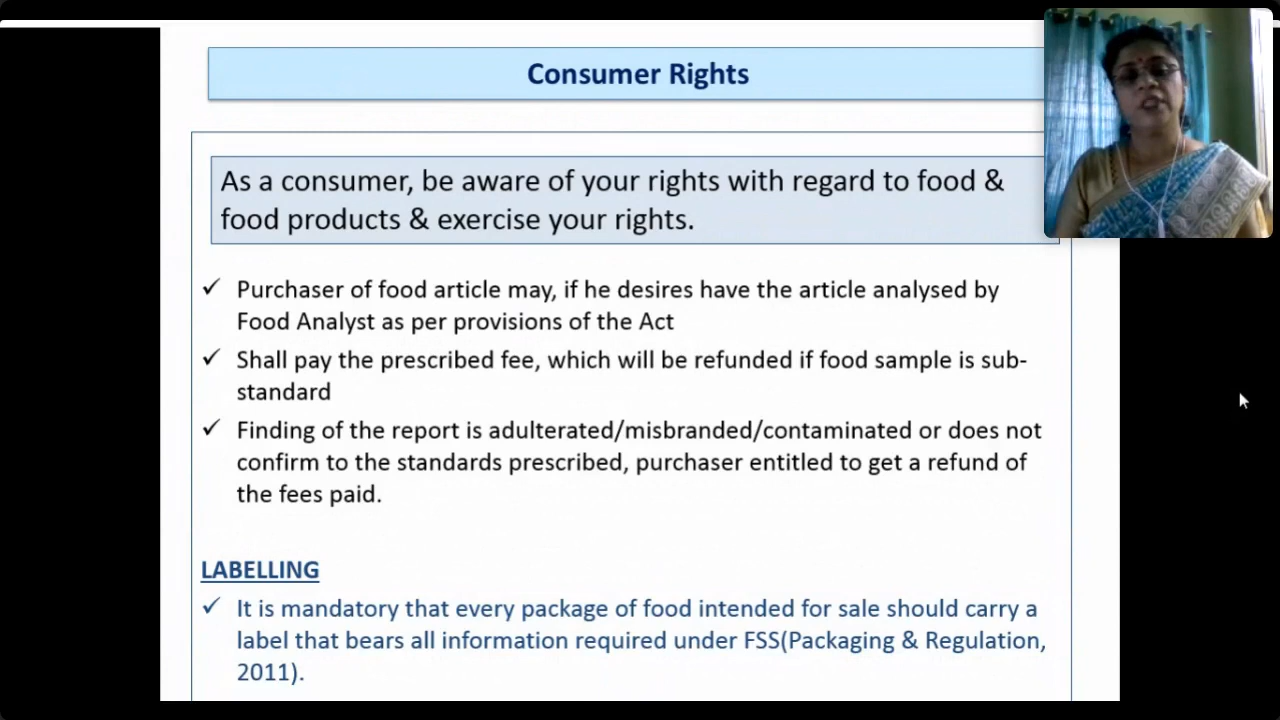 Consumer Rights
As a consumer, be aware of your rights with regard to food &
food products & exercise your rights.
✓ Purchaser of food article may, if he desires have the article analysed by
Food Analyst as per provisions of the Act
✓ Shall pay the prescribed fee, which will be refunded if food sample is sub-
standard
✓ Finding of the report is adulterated/misbranded/contaminated or does not
confirm to the standards prescribed, purchaser entitled to get a refund of
the fees paid.
LABELLING
✓ It is mandatory that every package of food intended for sale should carry a
label that bears all information required under FSS(Packaging & Regulation,
2011).